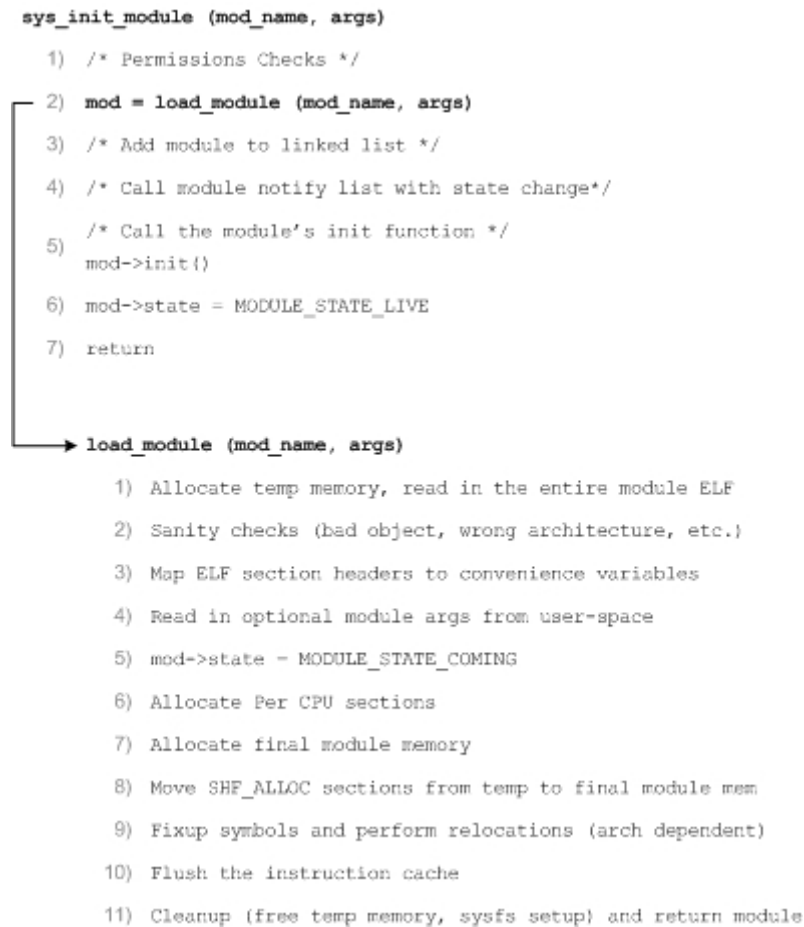 sys_init_module (mod_name, args)
1) /* Permissions Checks */
2) mod = load_module (mod_name, args)
3) /* Add module to linked list */
4) /* Call module notify list with state change*/
5) /* Call the module's init function */
mod->init()
6) mod->state = MODULE_STATE_LIVE
7) return
load_module (mod_name, args)
1) Allocate temp memory, read in the entire module ELF
2) Sanity checks (bad object, wrong architecture, etc.)
3) Map ELF section headers to convenience variables
4) Read in optional module args from user-space
5) mod->state = MODULE_STATE_COMING
6) Allocate Per CPU sections
7) Allocate final module memory
8) Move SHF_ALLOC sections from temp to final module mem
9) Fixup symbols and perform relocations (arch dependent)
10) Flush the instruction cache
11) Cleanup (free temp memory, sysfs setup) and return module